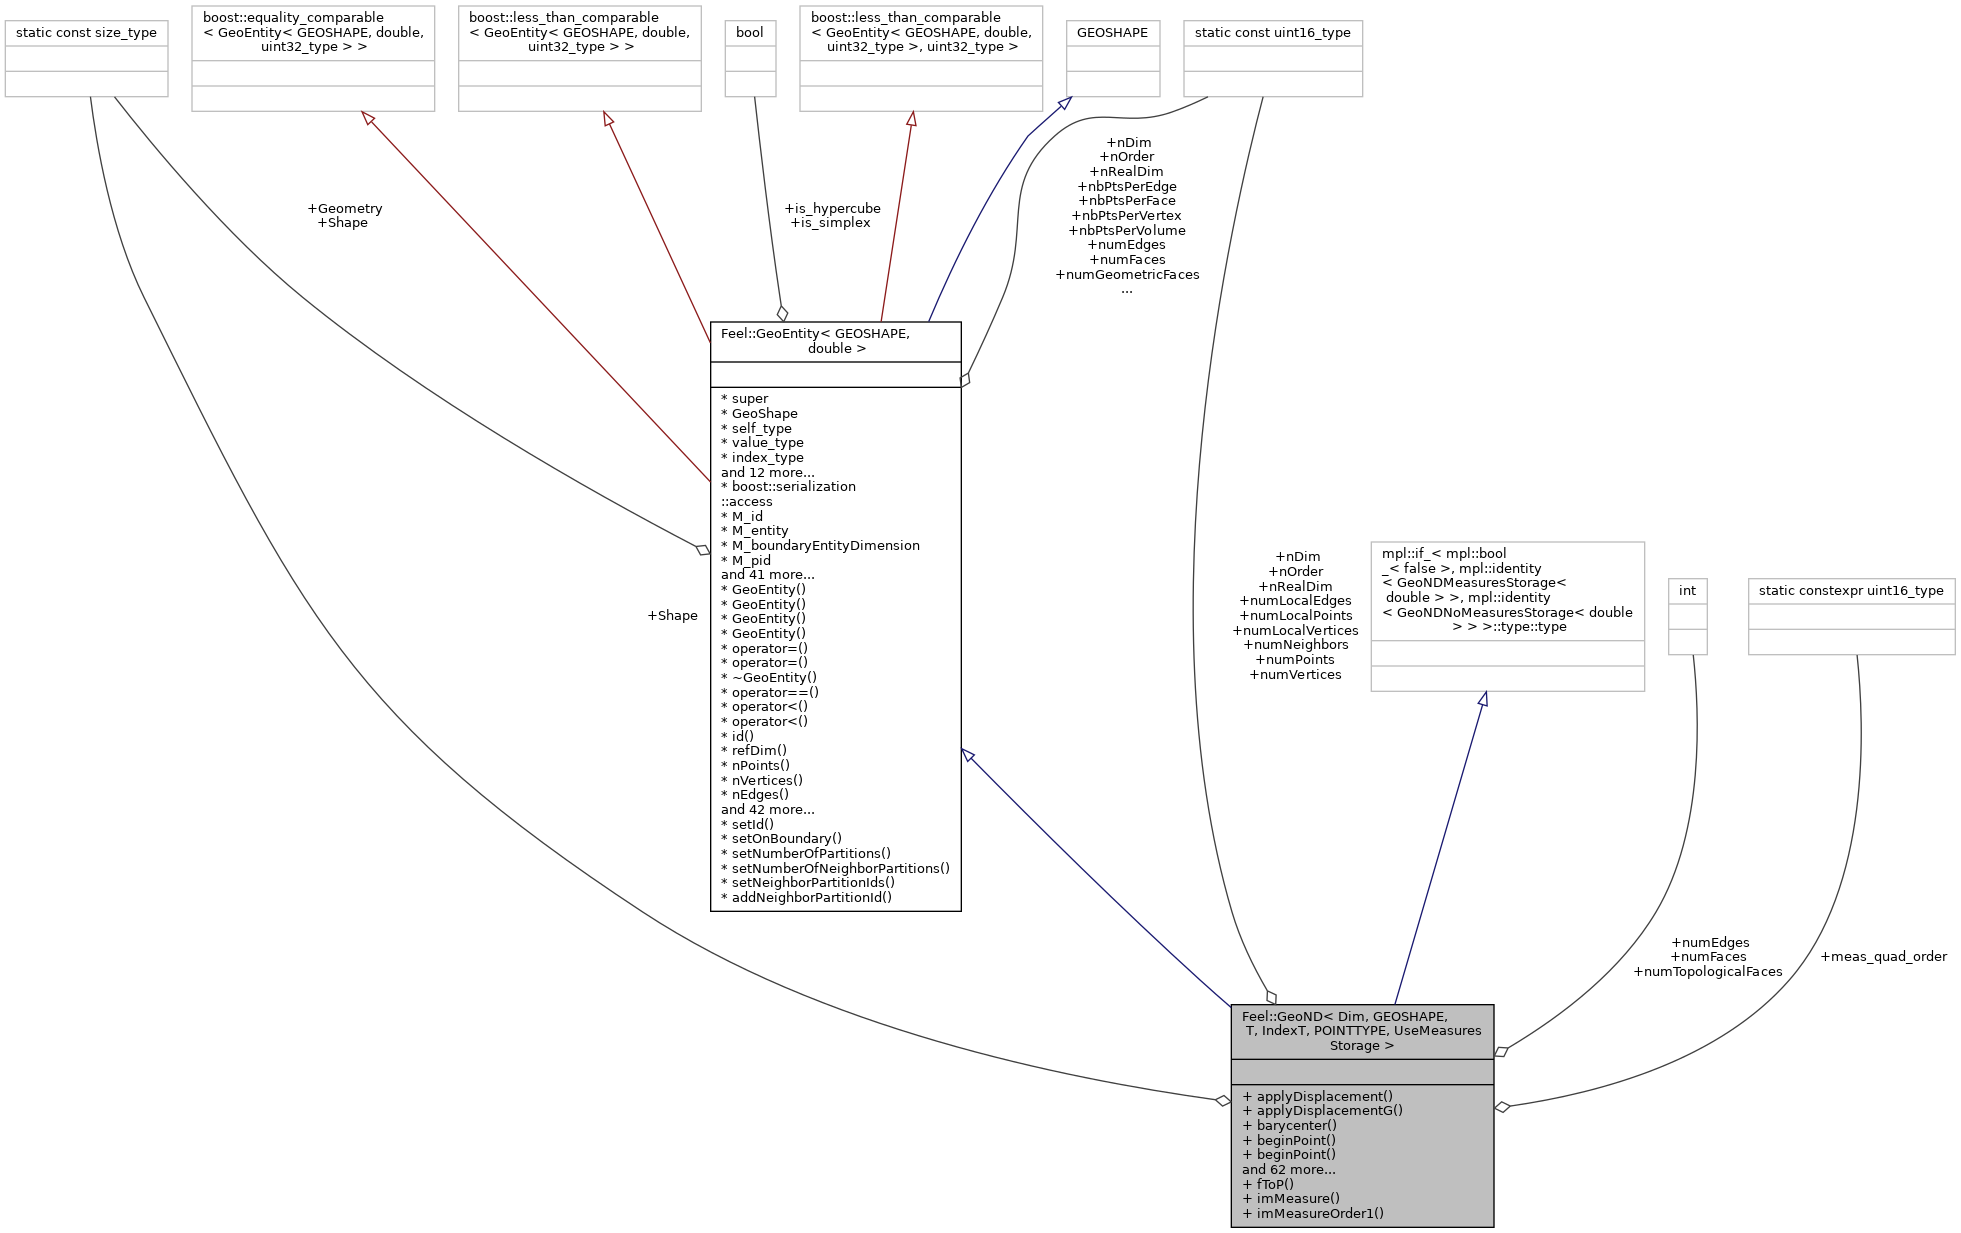 static const size_type
boost::equality_comparable
< GeoEntity< GEOSHAPE, double,
uint32_type > >
boost::less_than_comparable
< GeoEntity< GEOSHAPE, double,
uint32_type > >
bool
boost::less_than_comparable
< GeoEntity< GEOSHAPE, double,
uint32_type >, uint32_type >
GEOSHAPE
static const uint16_type
+Geometry
+Shape
+is_hypercube
+is_simplex
+nDim
+nOrder
+nRealDim
+nbPtsPerEdge
+nbPtsPerFace
+nbPtsPerVertex
+nbPtsPerVolume
+numEdges
+numFaces
+numGeometricFaces
...
Feel::GeoEntity< GEOSHAPE,
double >
* super
* GeoShape
* self_type
* value_type
* index_type
and 12 more...
* boost::serialization
::access
* M_id
* M_entity
* M_boundaryEntityDimension
* M_pid
and 41 more...
* GeoEntity()
* GeoEntity()
* GeoEntity()
* GeoEntity()
* operator=()
* operator=()
* ~GeoEntity()
* operator==()
* operator<()
* operator<()
* id()
* refDim()
* nPoints()
* nVertices()
* nEdges()
and 42 more...
* setId()
* setOnBoundary()
* setNumberOfPartitions()
* setNumberOfNeighborPartitions()
* setNeighborPartitionIds()
* addNeighborPartitionId()
+Shape
+nDim
+nOrder
+nRealDim
+numLocalEdges
+numLocalPoints
+numLocalVertices
+numNeighbors
+numPoints
+numVertices
mpl::if_< mpl::bool
_< false >, mpl::identity
< GeoNDMeasuresStorage<
double > >, mpl::identity
< GeoNDNoMeasuresStorage< double
> > >::type::type
int
static constexpr uint16_type
+numEdges
+numFaces
+numTopologicalFaces
+meas_quad_order
Feel::GeoND< Dim, GEOSHAPE,
T, IndexT, POINTTYPE, UseMeasures
Storage >
+ applyDisplacement()
+ applyDisplacementG()
+ barycenter()
+ beginPoint()
+ beginPoint()
and 62 more...
+ fToP()
+ imMeasure()
+ imMeasureOrder1()